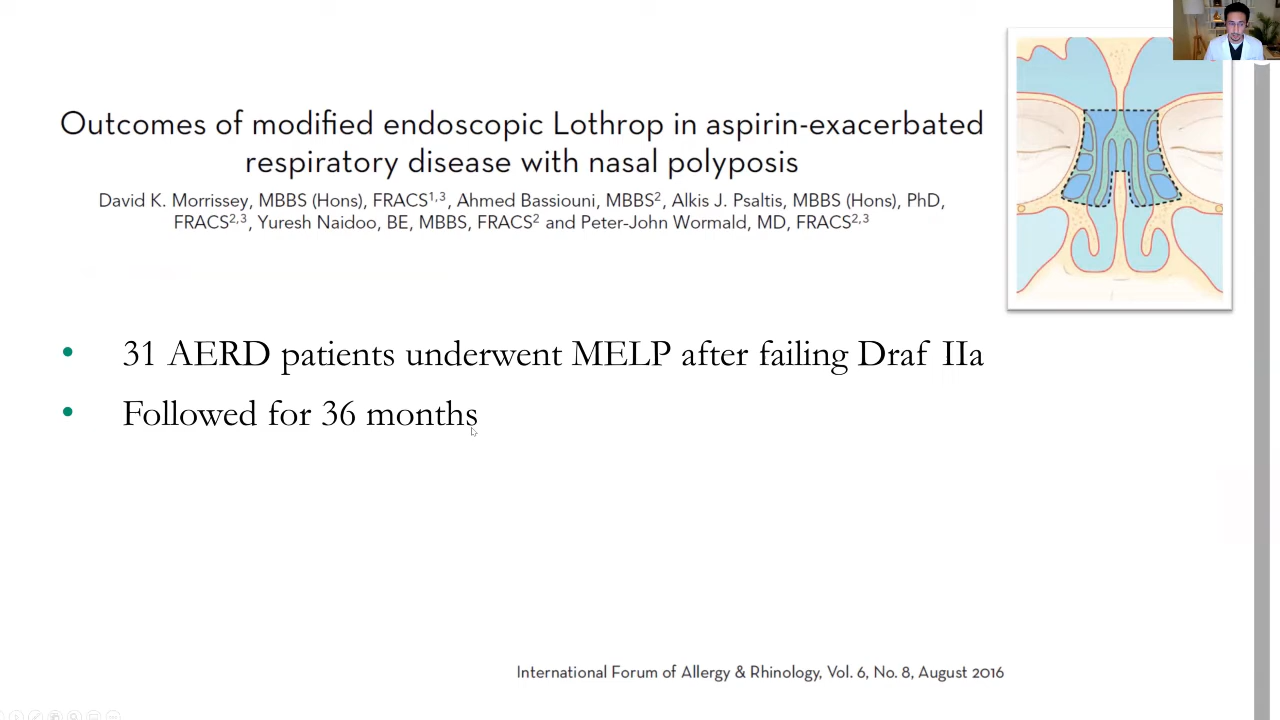 Outcomes of modified endoscopic Lothrop in aspirin-exacerbated
respiratory disease with nasal polyposis
David K. Morrissey, MBBS (Hons), FRACS1,3, Ahmed Bassiouni, MBBS2, Alkis J. Psaltis, MBBS (Hons), PhD,
FRACS2,3, Yuresh Naidoo, BE, MBBS, FRACS2 and Peter-John Wormald, MD, FRACS2,3
• 31 AERD patients underwent MELP after failing Draf IIa
• Followed for 36 months
International Forum of Allergy & Rhinology, Vol. 6, No. 8, August 2016